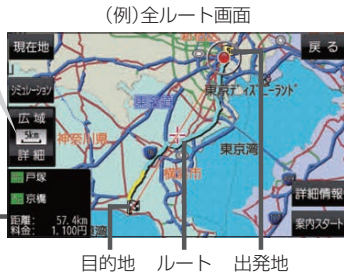 (例)全ルート画面
現在地
戻る
シミュレーション
東京ディズニーランド
東京都
広域
5km
詳細
神奈川県
東京湾
戸塚
京橋
詳細情報
距離: 57.4km
料金: 1,100円
案内スタート
目的地 ルート 出発地